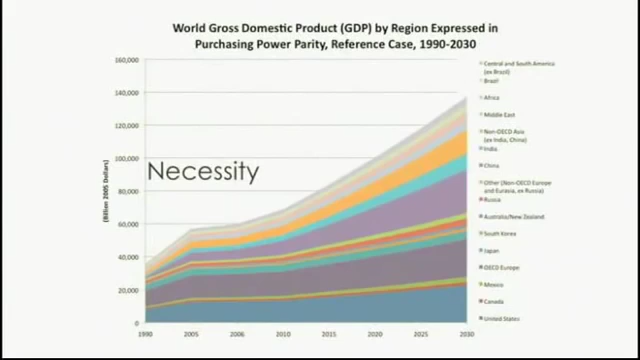 World Gross Domestic Product (GDP) by Region Expressed in
Purchasing Power Parity, Reference Case, 1990-2030
160,000
140,000
120,000
100,000
80,000
60,000
40,000
20,000
0
(Billion 2005 Dollars)
Necessity
1990 2005 2006 2010 2015 2020 2025 2030
Central and South America
(ex Brazil)
Brazil
Africa
Middle East
Non-OECD Asia
(ex India, China)
India
China
Other (Non-OECD Europe
and Eurasia, ex Russia)
Russia
Australia/New Zealand
South Korea
Japan
OECD Europe
Mexico
Canada
United States